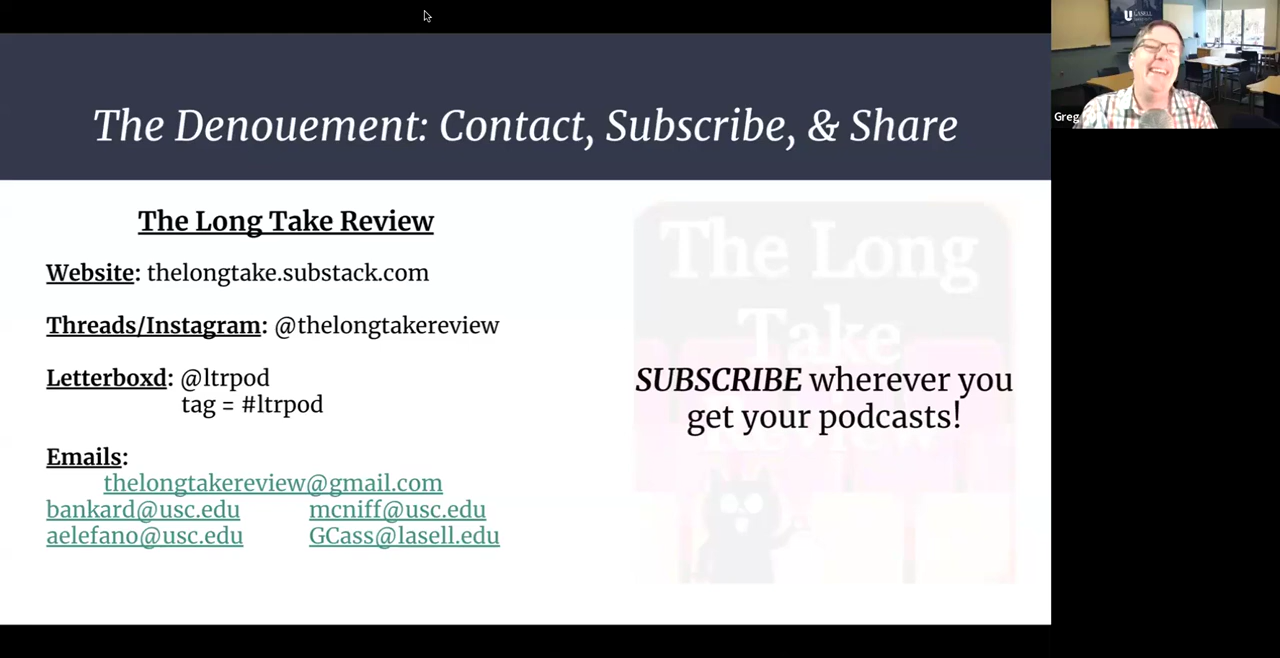 The Denouement: Contact, Subscribe, & Share
The Long Take Review
Website: thelongtake.substack.com
Threads/Instagram: @thelongtakereview
Letterboxd: @ltrpod
tag = #ltrpod
Emails:
thelongtakereview@gmail.com
bankard@usc.edu mcniff@usc.edu
aelefano@usc.edu GCass@lasell.edu
The Long
Take
SUBSCRIBE wherever you
get your podcasts!
LASELL
Greg